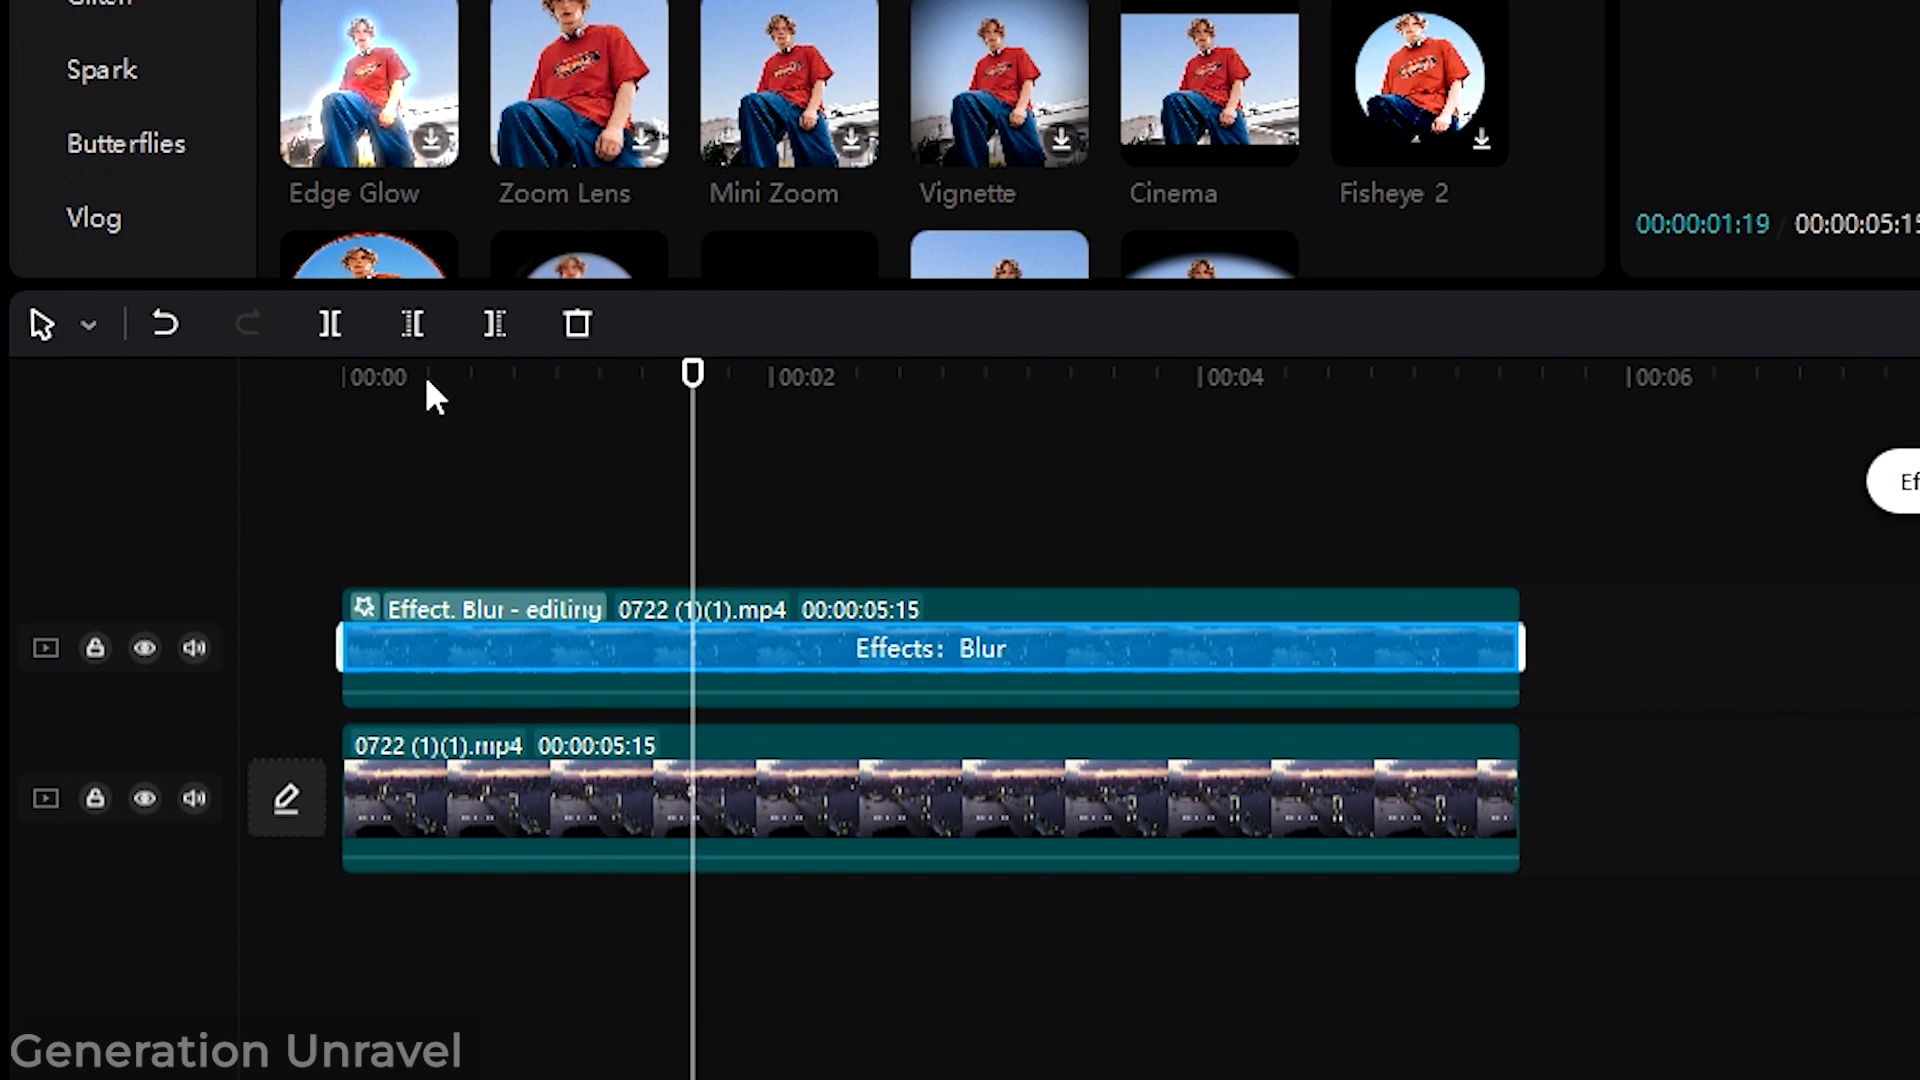 Spark
Butterflies
Vlog
Edge Glow
Zoom Lens
Mini Zoom
Vignette
Cinema
Fisheye 2
00:00:01:19 / 00:00:05:15
00:00
00:02
00:04
00:06
Ef
Effect. Blur - editing 0722 (1)(1).mp4 00:00:05:15
Effects: Blur
0722 (1)(1).mp4 00:00:05:15
Generation Unravel